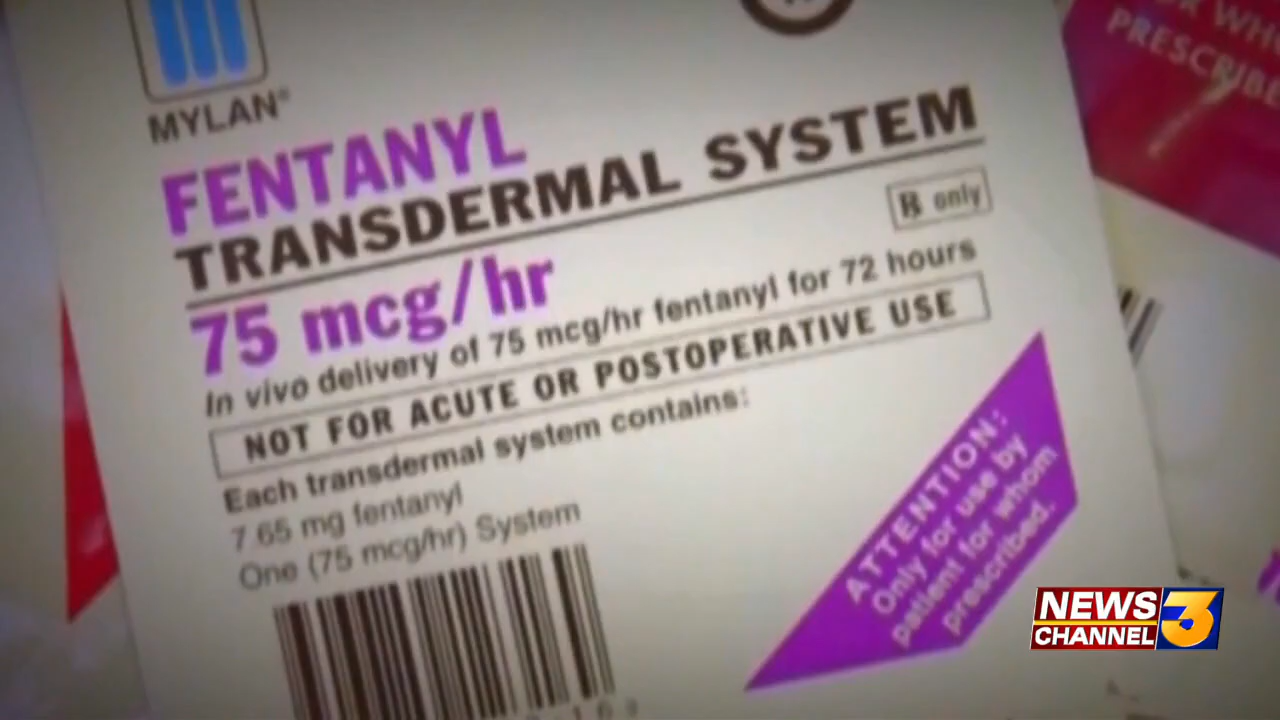 MYLAN®
FENTANYL
TRANSDERMAL SYSTEM
℞ only
75 mcg/hr
In vivo delivery of 75 mcg/hr fentanyl for 72 hours
NOT FOR ACUTE OR POSTOPERATIVE USE
Each transdermal system contains:
7.65 mg fentanyl
One (75 mcg/hr) System
ATTENTION:
Only for use by
patient for whom
prescribed.
PRESCRIBE
NEWS
CHANNEL 3